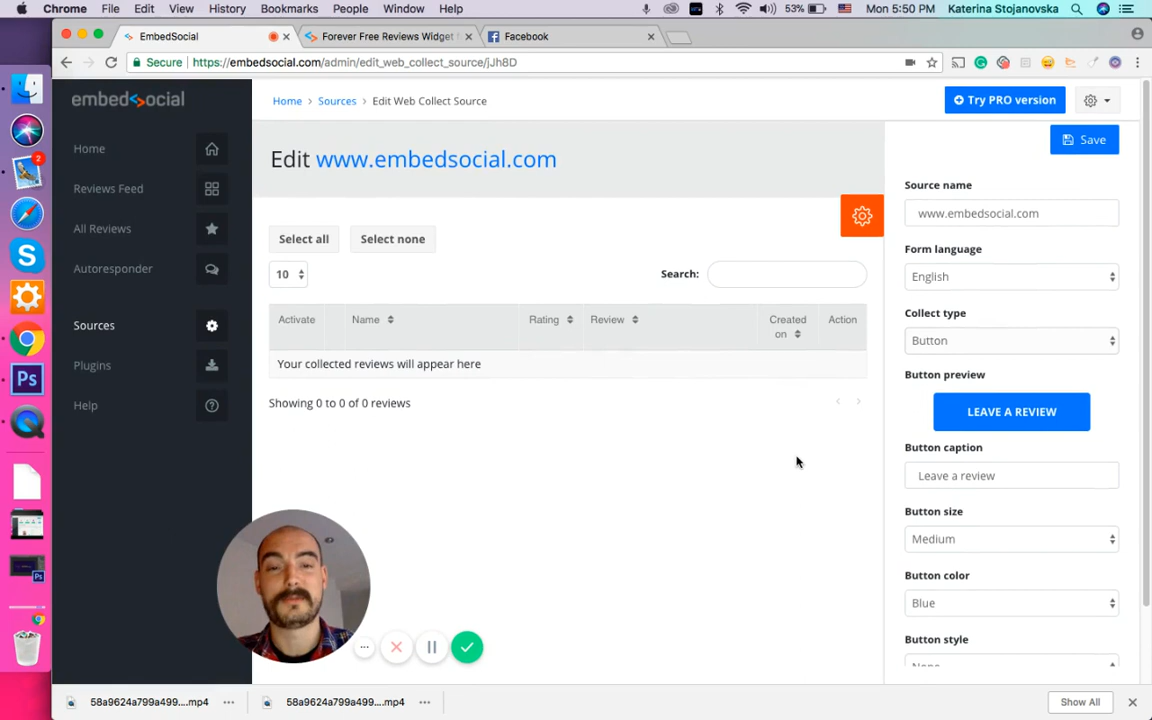 Chrome File Edit View History Bookmarks People Window Help 53% Mon 5:50 PM Katerina Stojanovska
EmbedSocial Forever Free Reviews Widget Facebook
Secure https://embedsocial.com/admin/edit_web_collect_source/jJh8D
embedsocial Home Sources Edit Web Collect Source Try PRO version
Save
Home
Reviews Feed
All Reviews
Autoresponder
Sources
Plugins
Help
Edit www.embedsocial.com
Select all Select none
10 Search:
Activate Name Rating Review Created on Action
Your collected reviews will appear here
Showing 0 to 0 of 0 reviews
Source name
www.embedsocial.com
Form language
English
Collect type
Button
Button preview
LEAVE A REVIEW
Button caption
Leave a review
Button size
Medium
Button color
Blue
Button style
2
Ps
58a9624a799a499....mp4 58a9624a799a499....mp4 Show All